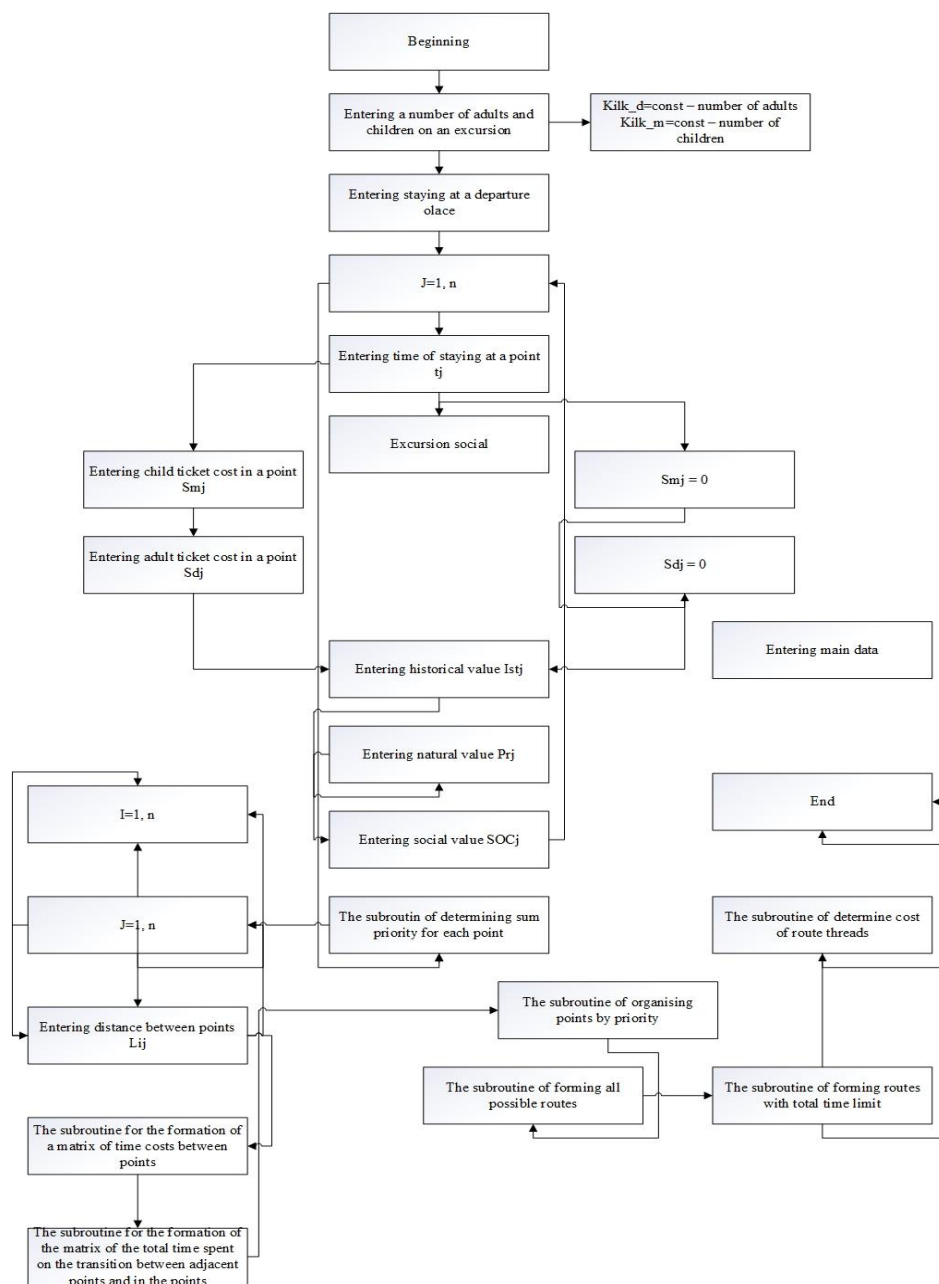 Beginning
Entering a number of adults and
children on an excursion
Kilk_d=const – number of adults
Kilk_m=const – number of
children
Entering staying at a departure
olace
J=1, n
Entering time of staying at a point
tj
Excursion social
Entering child ticket cost in a point
Smj
Smj = 0
Entering adult ticket cost in a point
Sdj
Sdj = 0
Entering historical value Istj
Entering main data
Entering natural value Prj
I=1, n
End
Entering social value SOCj
J=1, n
The subroutin of determining sum
priority for each point
The subroutine of determine cost
of route threads
Entering distance between points
Lij
The subroutine of organising
points by priority
The subroutine of forming all
possible routes
The subroutine of forming routes
with total time limit
The subroutine for the formation of
a matrix of time costs between
points
The subroutine for the formation of
the matrix of the total time spent
on the transition between adjacent
points and in the points